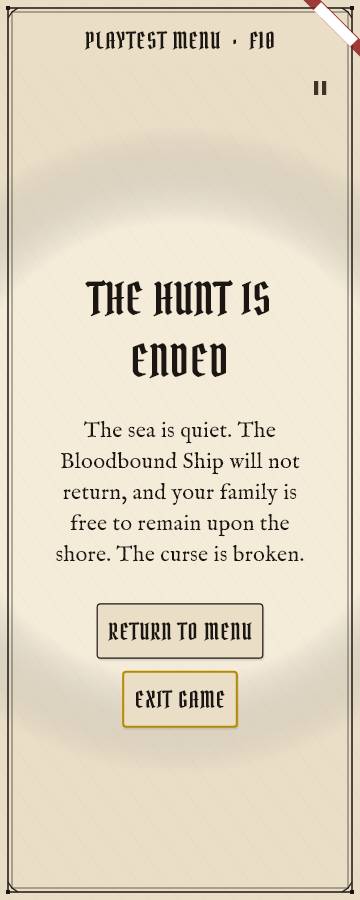 PLAYTEST MENU · F10
THE HUNT IS
ENDED
The sea is quiet. The
Bloodbound Ship will not
return, and your family is
free to remain upon the
shore. The curse is broken.
RETURN TO MENU
EXIT GAME